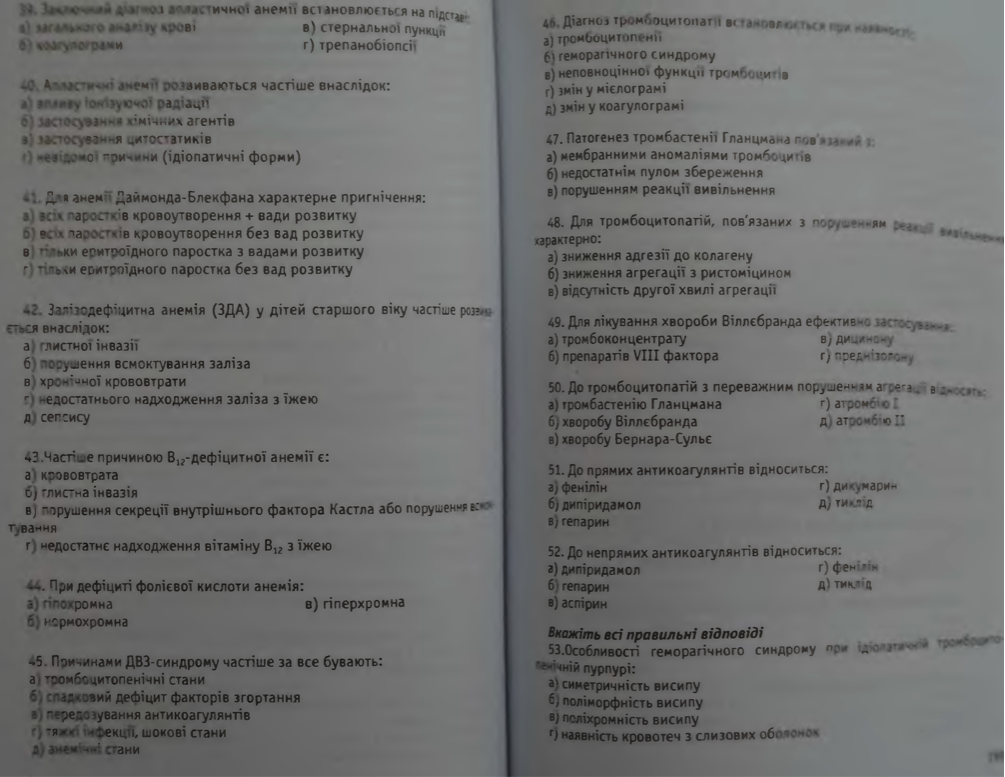 39. Заключний діагноз апластичної анемії встановлюється на підставі:
а) загального аналізу крові
в) стернальної пункції
б) коагулограми
г) трепанобіопсії
40. Апластичні анемії розвиваються частіше внаслідок:
а) впливу іонізуючої радіації
б) застосування хімічних агентів
в) застосування цитостатиків
г) невідомої причини (ідіопатичні форми)
41. Для анемії Даймонда-Блекфана характерне пригнічення:
а) всіх паростків кровоутворення + вади розвитку
б) всіх паростків кровоутворення без вад розвитку
в) тільки еритроїдного паростка з вадами розвитку
г) тільки еритроїдного паростка без вад розвитку
42. Залізодефіцитна анемія (ЗДА) у дітей старшого віку частіше розви-
ється внаслідок:
а) глистної інвазії
б) порушення всмоктування заліза
в) хронічної крововтрати
г) недостатнього надходження заліза з їжею
д) сепсису
43.Частіше причиною В₁₂-дефіцитної анемії є:
а) крововтрата
б) глистна інвазія
в) порушення секреції внутрішнього фактора Кастла або порушення всмок-
тування
г) недостатнє надходження вітаміну В₁₂ з їжею
44. При дефіциті фолієвої кислоти анемія:
а) гіпохромна
в) гіперхромна
б) нормохромна
45. Причинами ДВЗ-синдрому частіше за все бувають:
а) тромбоцитопенічні стани
б) спадковий дефіцит факторів згортання
в) передозування антикоагулянтів
г) тяжкі інфекції, шокові стани
д) анемічні стани
46. Діагноз тромбоцитопатії встановлюється при наявності:
а) тромбоцитопенії
б) геморагічного синдрому
в) неповноцінної функції тромбоцитів
г) змін у мієлограмі
д) змін у коагулограмі
47. Патогенез тромбастенії Гланцмана пов'язаний з:
а) мембранними аномаліями тромбоцитів
б) недостатнім пулом збереження
в) порушенням реакції вивільнення
48. Для тромбоцитопатій, пов'язаних з порушенням реакції вивільнення
характерно:
а) зниження адгезії до колагену
б) зниження агрегації з ристоміцином
в) відсутність другої хвилі агрегації
49. Для лікування хвороби Віллєбранда ефективно застосування:
а) тромбоконцентрату
в) дицинону
б) препаратів VIII фактора
г) преднізолону
50. До тромбоцитопатій з переважним порушенням агрегації відносять:
а) тромбастенію Гланцмана
г) атромбію I
б) хворобу Віллєбранда
д) атромбію II
в) хворобу Бернара-Сульє
51. До прямих антикоагулянтів відноситься:
а) фенілін
г) дикумарин
б) дипіридамол
д) тиклід
в) гепарин
52. До непрямих антикоагулянтів відноситься:
а) дипіридамол
г) фенілін
б) гепарин
д) тиклід
в) аспірин
Вкажіть всі правильні відповіді
53.Особливості геморагічного синдрому при ідіопатичній тромбоцито-
пенічній пурпурі:
а) симетричність висипу
б) поліморфність висипу
в) поліхромність висипу
г) наявність кровотеч з слизових оболонок